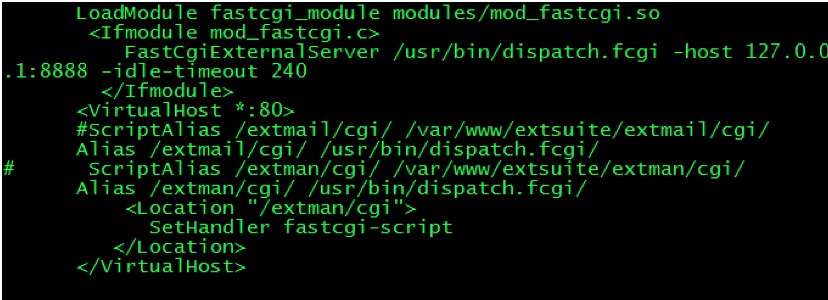 LoadModule fastcgi_module modules/mod_fastcgi.so
<Ifmodule mod_fastcgi.c>
FastCgiExternalServer /usr/bin/dispatch.fcgi -host 127.0.0
.1:8888 -idle-timeout 240
</Ifmodule>
<VirtualHost *:80>
#ScriptAlias /extmail/cgi/ /var/www/extsuite/extmail/cgi/
Alias /extmail/cgi/ /usr/bin/dispatch.fcgi/
# ScriptAlias /extman/cgi/ /var/www/extsuite/extman/cgi/
Alias /extman/cgi/ /usr/bin/dispatch.fcgi/
<Location "/extman/cgi">
SetHandler fastcgi-script
</Location>
</VirtualHost>